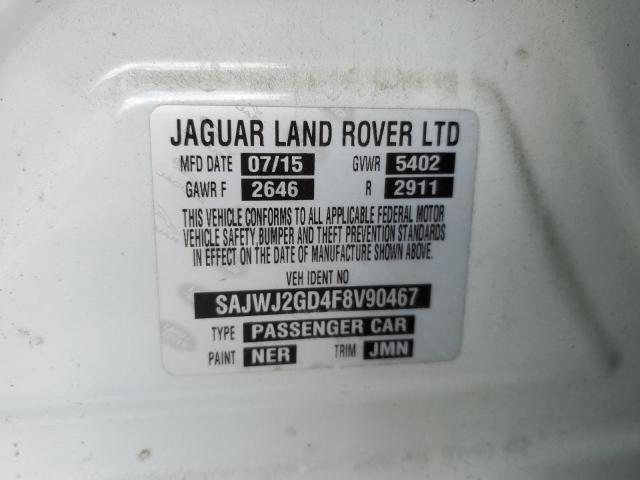 JAGUAR LAND ROVER LTD
MFD DATE 07/15 GVWR 5402
GAWR F 2646 R 2911
THIS VEHICLE CONFORMS TO ALL APPLICABLE FEDERAL MOTOR
VEHICLE SAFETY, BUMPER AND THEFT PREVENTION STANDARDS
IN EFFECT ON THE DATE OF MANUFACTURE SHOWN ABOVE.
VEH IDENT NO
SAJWJ2GD4F8V90467
TYPE PASSENGER CAR
PAINT NER TRIM JMN